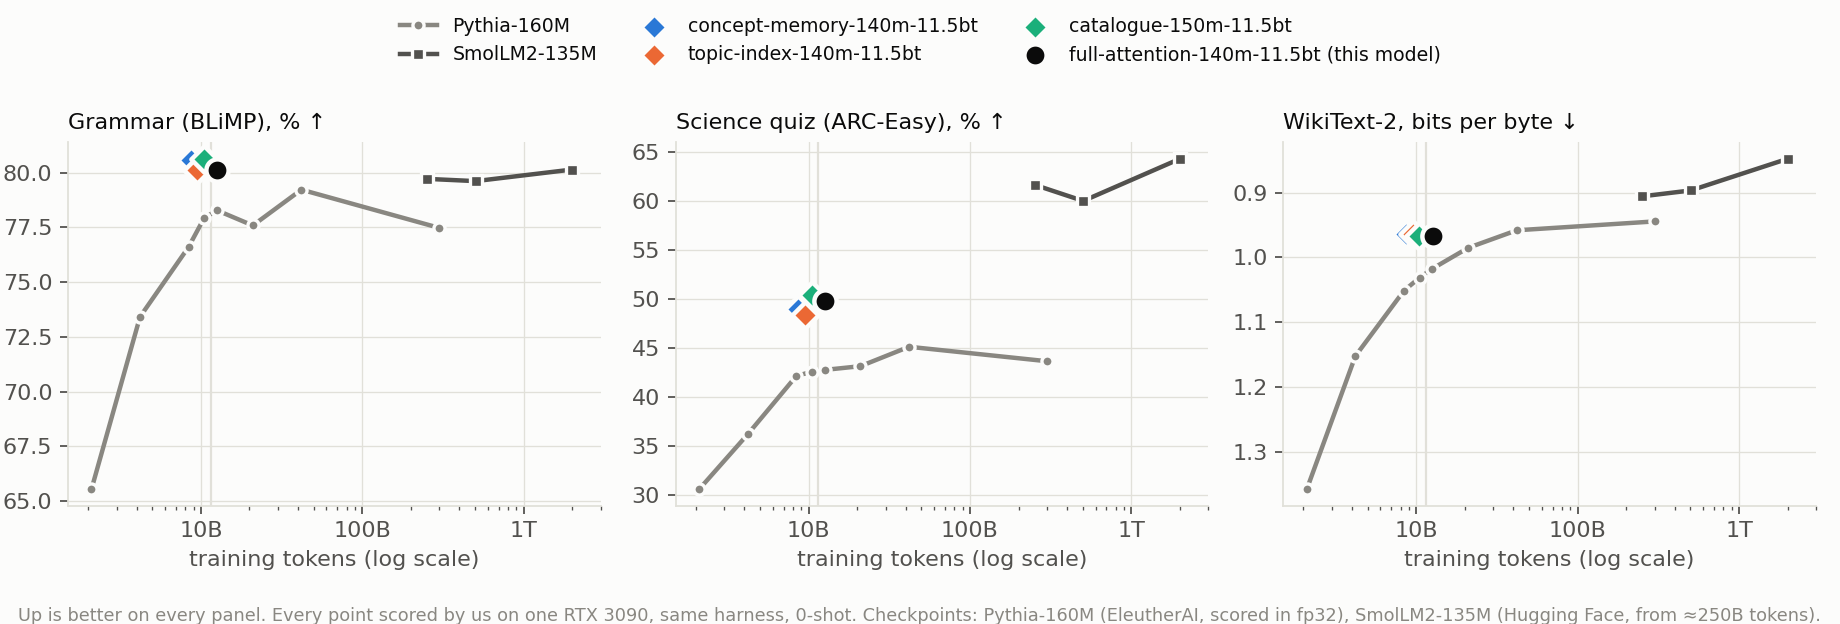 Pythia-160M
SmolLM2-135M
concept-memory-140m-11.5bt
topic-index-140m-11.5bt
catalogue-150m-11.5bt
full-attention-140m-11.5bt (this model)
Grammar (BLiMP), % ↑
80.0
77.5
75.0
72.5
70.0
67.5
65.0
10B
100B
1T
training tokens (log scale)
Science quiz (ARC-Easy), % ↑
65
60
55
50
45
40
35
30
10B
100B
1T
training tokens (log scale)
WikiText-2, bits per byte ↓
0.9
1.0
1.1
1.2
1.3
10B
100B
1T
training tokens (log scale)
Up is better on every panel. Every point scored by us on one RTX 3090, same harness, 0-shot. Checkpoints: Pythia-160M (EleutherAI, scored in fp32), SmolLM2-135M (Hugging Face, from ≈250B tokens).